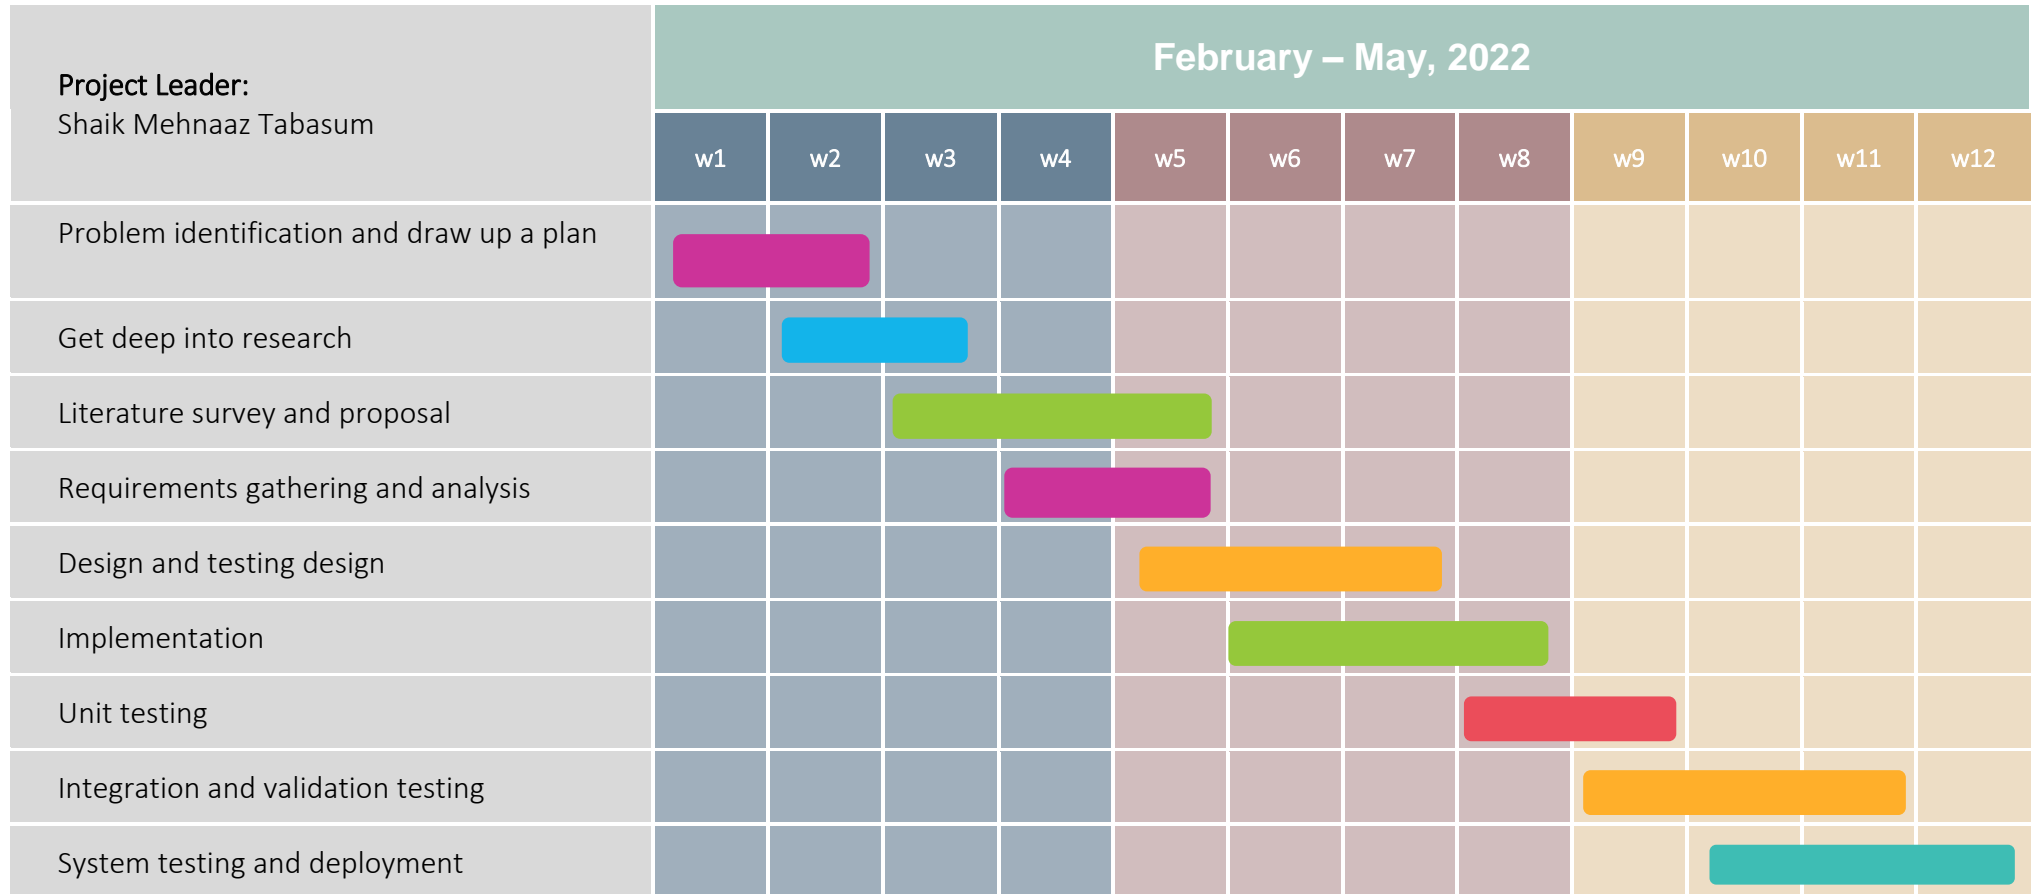 Project Leader:
Shaik Mehnaaz Tabasum
February – May, 2022
w1 w2 w3 w4 w5 w6 w7 w8 w9 w10 w11 w12
Problem identification and draw up a plan
Get deep into research
Literature survey and proposal
Requirements gathering and analysis
Design and testing design
Implementation
Unit testing
Integration and validation testing
System testing and deployment